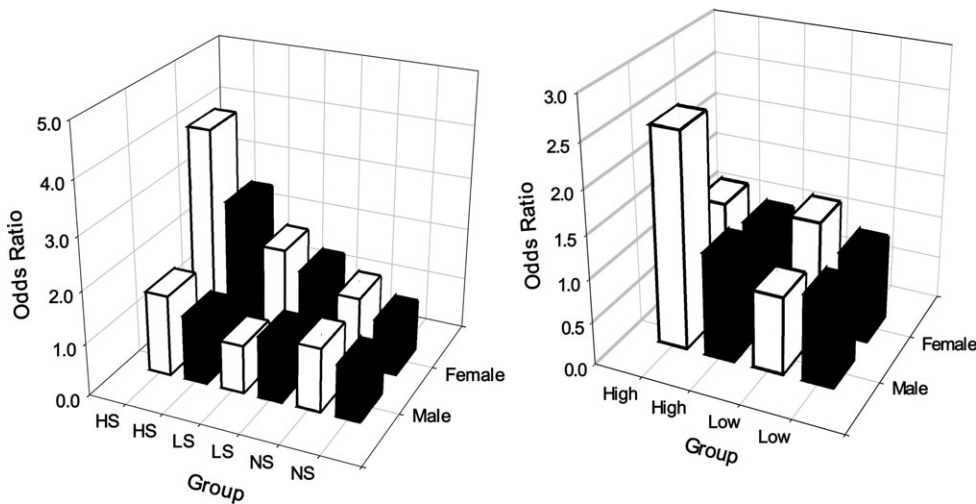 5.0
4.0
3.0
2.0
1.0
0.0
Odds Ratio
HS
HS
LS
LS
NS
NS
Group
Male
Female
3.0
2.5
2.0
1.5
1.0
0.5
0.0
Odds Ratio
High
High
Low
Low
Group
Male
Female